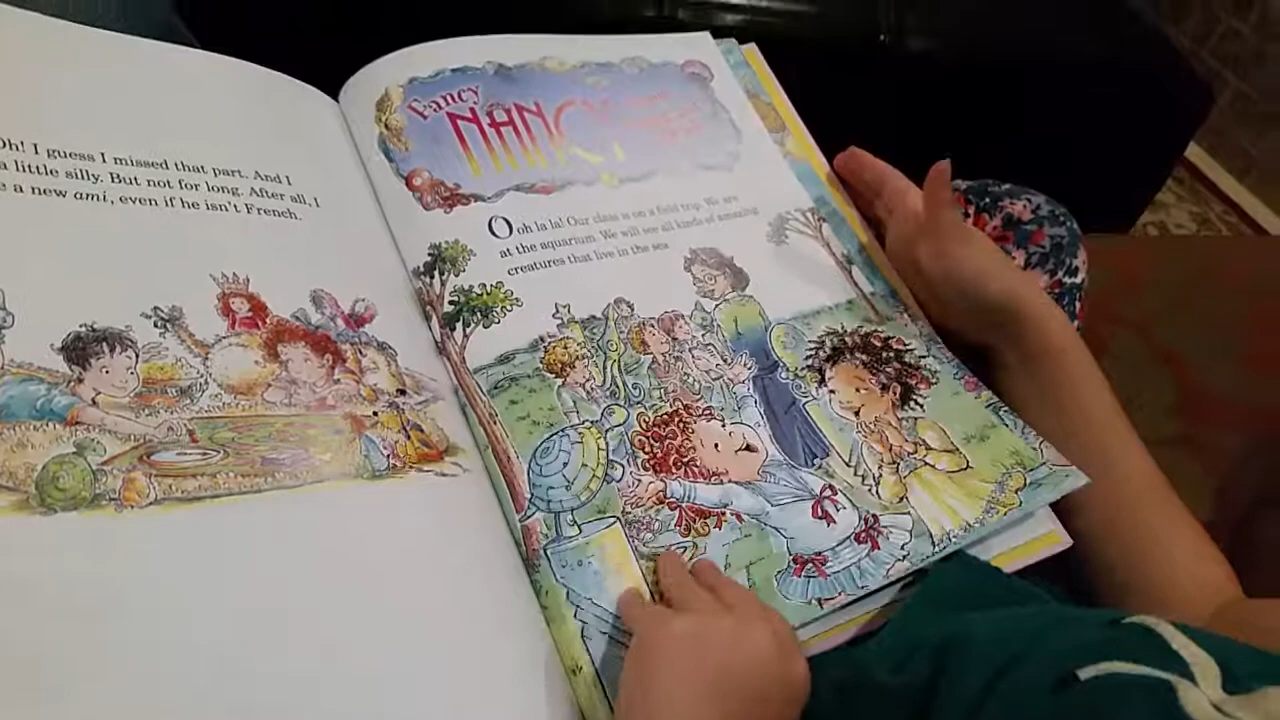 Oh! I guess I missed that part. And I
a little silly. But not for long. After all, I
a new ami, even if he isn't French.
Fancy
NANCY
Ooh la la! Our class is on a field trip. We are
at the aquarium. We will see all kinds of amazing
creatures that live in the sea